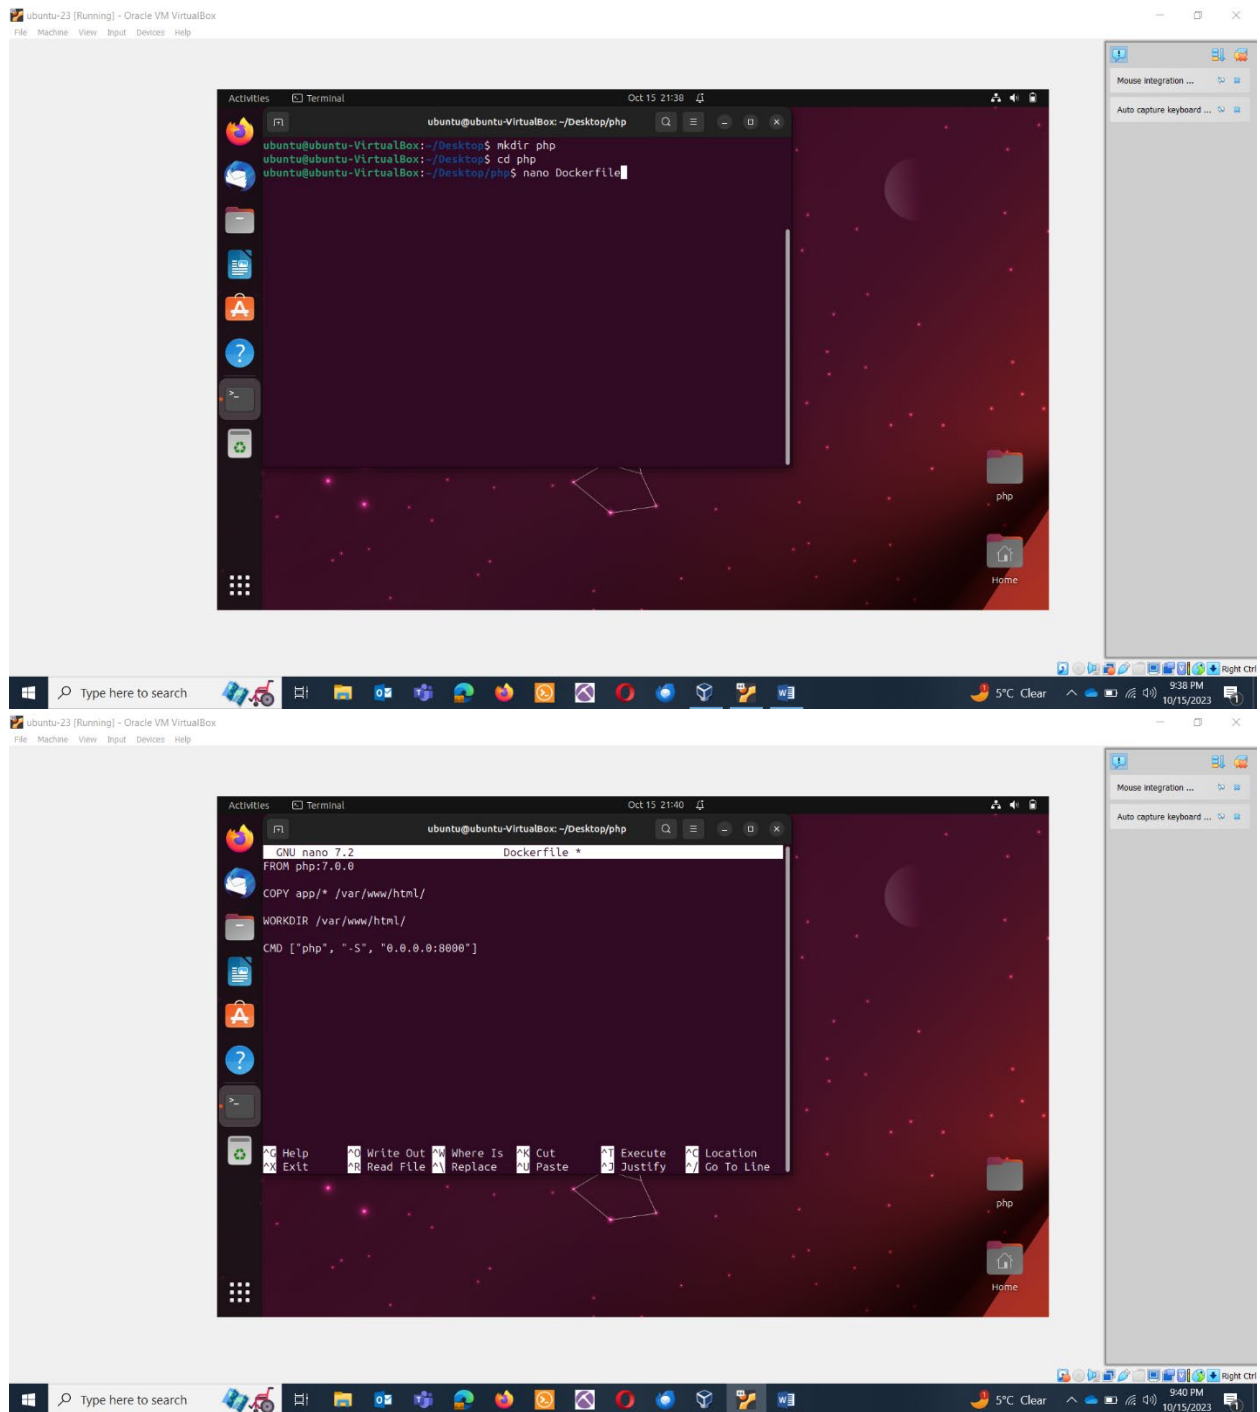 ubuntu-23 [Running] - Oracle VM VirtualBox
File Machine View Input Devices Help
Mouse integration ...
Auto capture keyboard ...
Activities Terminal Oct 15 21:38
ubuntu@ubuntu-VirtualBox: ~/Desktop/php
ubuntu@ubuntu-VirtualBox:~/Desktop$ mkdir php
ubuntu@ubuntu-VirtualBox:~/Desktop$ cd php
ubuntu@ubuntu-VirtualBox:~/Desktop/php$ nano Dockerfile
php
Home
Right Ctrl
Type here to search
5°C Clear
9:38 PM
10/15/2023
ubuntu-23 [Running] - Oracle VM VirtualBox
File Machine View Input Devices Help
Mouse integration ...
Auto capture keyboard ...
Activities Terminal Oct 15 21:40
ubuntu@ubuntu-VirtualBox: ~/Desktop/php
GNU nano 7.2 Dockerfile *
FROM php:7.0.0
COPY app/* /var/www/html/
WORKDIR /var/www/html/
CMD ["php", "-S", "0.0.0.0:8000"]
^G Help ^O Write Out ^W Where Is ^K Cut ^T Execute ^C Location
^X Exit ^R Read File ^\ Replace ^U Paste ^J Justify ^/ Go To Line
php
Home
Right Ctrl
Type here to search
5°C Clear
9:40 PM
10/15/2023